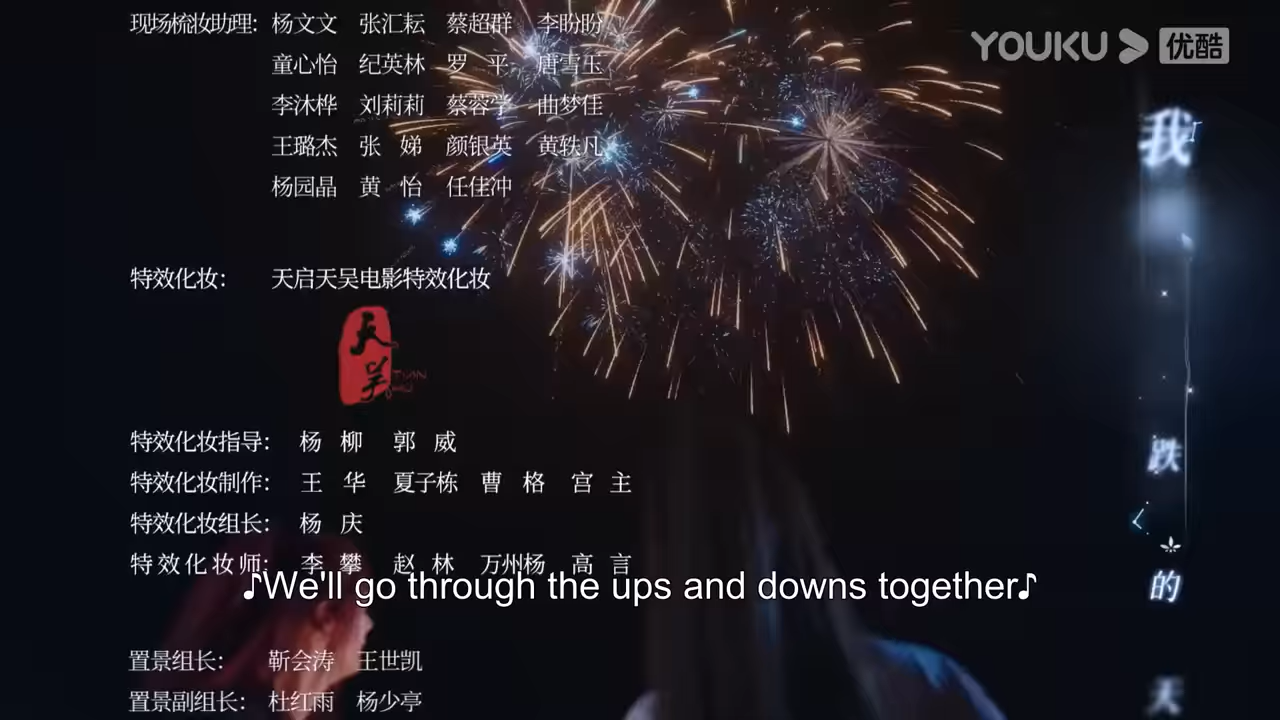 现场梳妆助理: 杨文文 张汇耘 蔡超群 李盼盼
童心怡 纪英林 罗 平 唐雪玉
李沐桦 刘莉莉 蔡蓉学 曲梦佳
王璐杰 张 娣 颜银英 黄轶凡
杨园晶 黄 怡 任佳冲
YOUKU 优酷
特效化妆: 天启天吴电影特效化妆
天吴
TIAN WU
特效化妆指导: 杨 柳 郭 威
特效化妆制作: 王 华 夏子栋 曹 格 宫 主
特效化妆组长: 杨 庆
特效化妆师: 李 攀 赵 林 万州杨 高 言
♪We'll go through the ups and downs together♪
置景组长: 靳会涛 王世凯
置景副组长: 杜红雨 杨少亭
我
跌
的
天